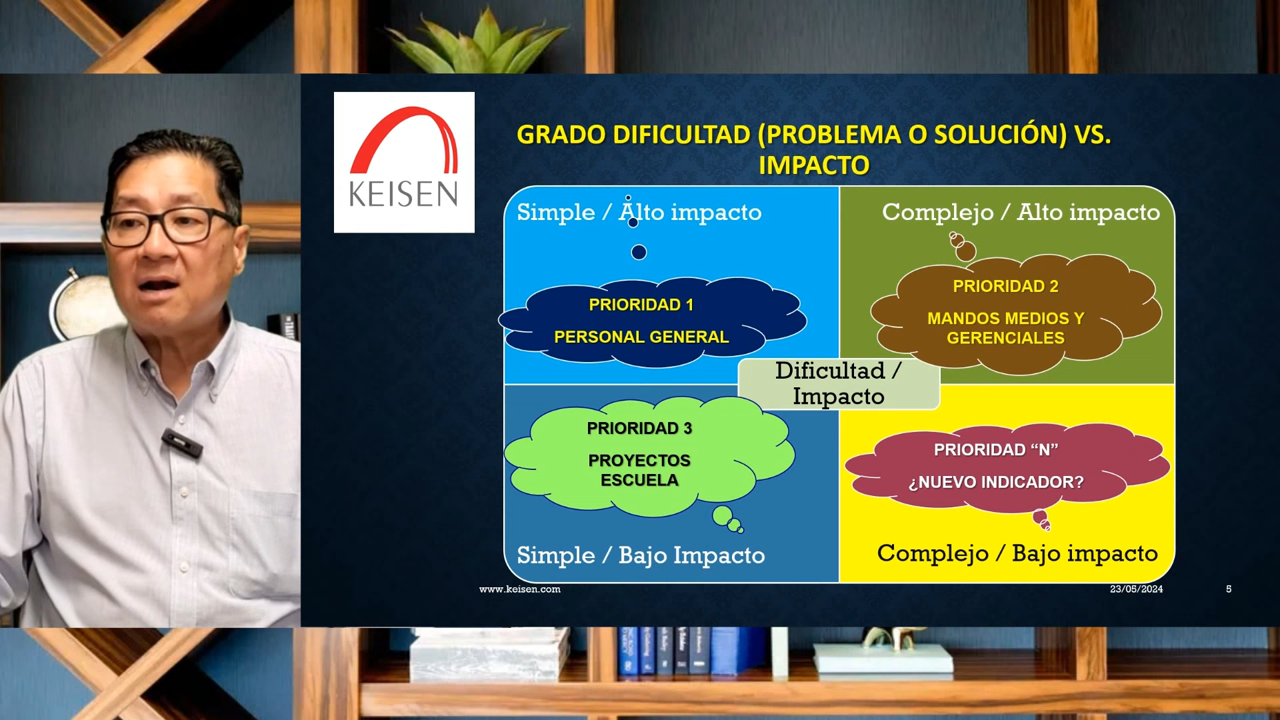 KEISEN
GRADO DIFICULTAD (PROBLEMA O SOLUCIÓN) VS.
IMPACTO
Simple / Alto impacto
Complejo / Alto impacto
PRIORIDAD 1
PERSONAL GENERAL
PRIORIDAD 2
MANDOS MEDIOS Y
GERENCIALES
Dificultad /
Impacto
PRIORIDAD 3
PROYECTOS
ESCUELA
PRIORIDAD “N”
¿NUEVO INDICADOR?
Simple / Bajo Impacto
Complejo / Bajo impacto
www.keisen.com
23/05/2024
5